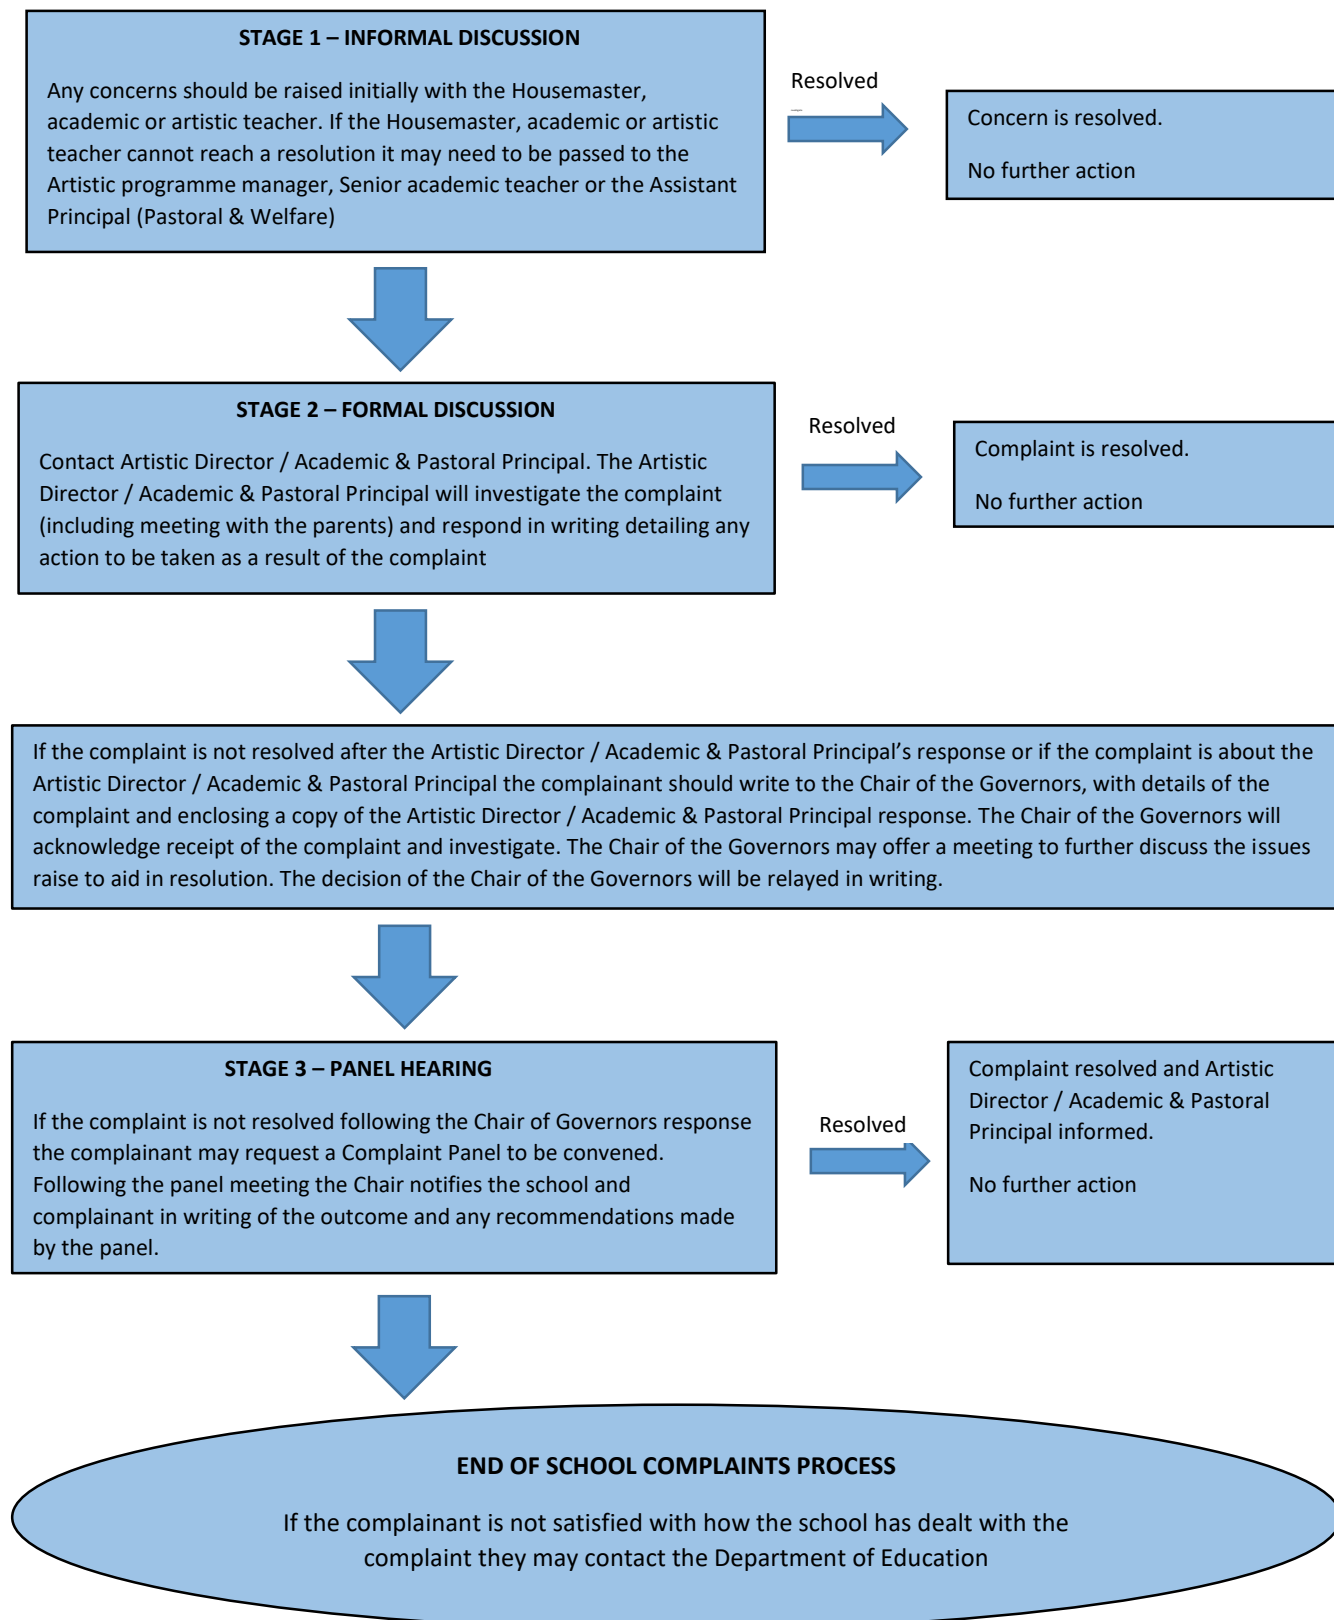 STAGE 1 – INFORMAL DISCUSSION
Any concerns should be raised initially with the Housemaster,
academic or artistic teacher. If the Housemaster, academic or artistic
teacher cannot reach a resolution it may need to be passed to the
Artistic programme manager, Senior academic teacher or the Assistant
Principal (Pastoral & Welfare)
Resolved
Concern is resolved.
No further action
STAGE 2 – FORMAL DISCUSSION
Contact Artistic Director / Academic & Pastoral Principal. The Artistic
Director / Academic & Pastoral Principal will investigate the complaint
(including meeting with the parents) and respond in writing detailing any
action to be taken as a result of the complaint
Resolved
Complaint is resolved.
No further action
If the complaint is not resolved after the Artistic Director / Academic & Pastoral Principal’s response or if the complaint is about the
Artistic Director / Academic & Pastoral Principal the complainant should write to the Chair of the Governors, with details of the
complaint and enclosing a copy of the Artistic Director / Academic & Pastoral Principal response. The Chair of the Governors will
acknowledge receipt of the complaint and investigate. The Chair of the Governors may offer a meeting to further discuss the issues
raise to aid in resolution. The decision of the Chair of the Governors will be relayed in writing.
STAGE 3 – PANEL HEARING
If the complaint is not resolved following the Chair of Governors response
the complainant may request a Complaint Panel to be convened.
Following the panel meeting the Chair notifies the school and
complainant in writing of the outcome and any recommendations made
by the panel.
Resolved
Complaint resolved and Artistic
Director / Academic & Pastoral
Principal informed.
No further action
END OF SCHOOL COMPLAINTS PROCESS
If the complainant is not satisfied with how the school has dealt with the
complaint they may contact the Department of Education